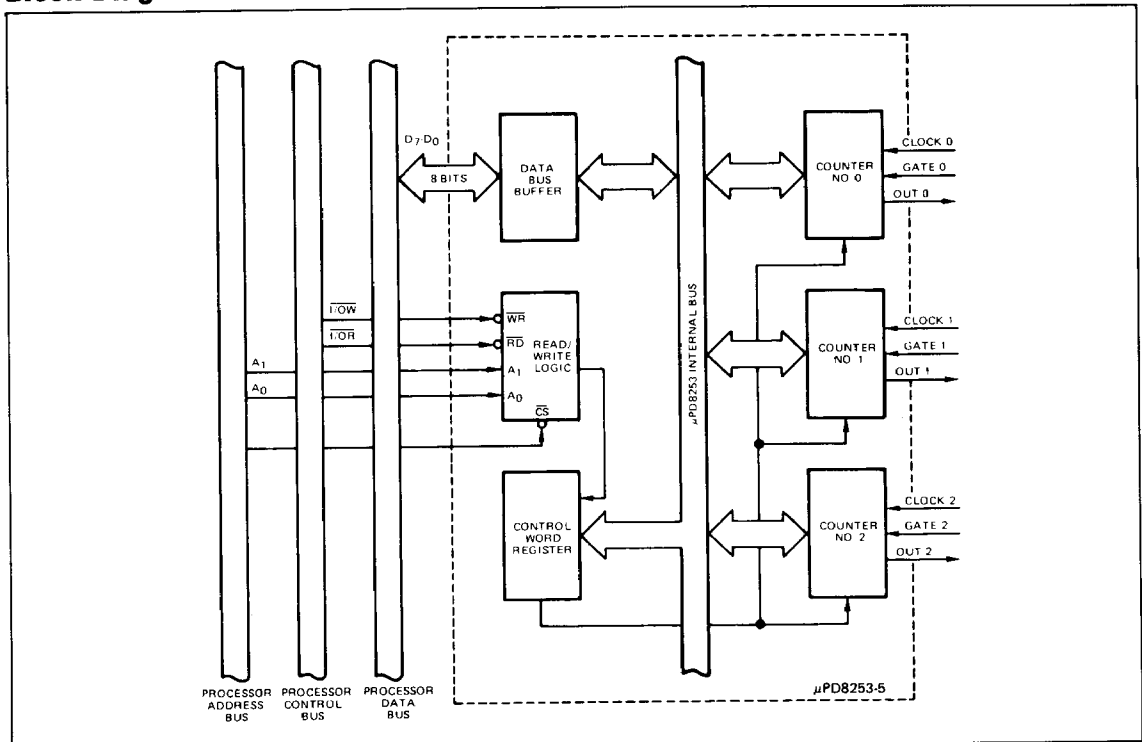 D7-D0
8 BITS
DATA
BUS
BUFFER
COUNTER
NO 0
CLOCK 0
GATE 0
OUT 0
I/OW
I/OR
A1
A0
WR
RD
A1
A0
CS
READ/
WRITE
LOGIC
μPD8253 INTERNAL BUS
COUNTER
NO 1
CLOCK 1
GATE 1
OUT 1
CONTROL
WORD
REGISTER
COUNTER
NO 2
CLOCK 2
GATE 2
OUT 2
PROCESSOR
ADDRESS
BUS
PROCESSOR
CONTROL
BUS
PROCESSOR
DATA
BUS
μPD8253-5